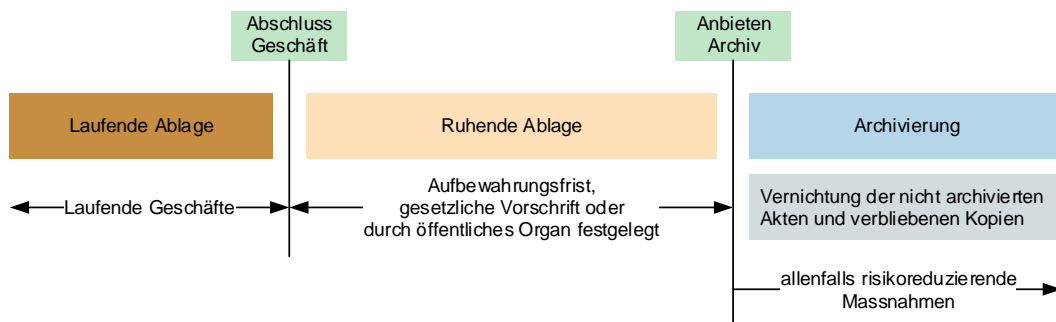 Abschluss
Geschäft
Anbieten
Archiv
Laufende Ablage
Ruhende Ablage
Archivierung
Laufende Geschäfte
Aufbewahrungsfrist,
gesetzliche Vorschrift oder
durch öffentliches Organ festgelegt
Vernichtung der nicht archivierten
Akten und verbliebenen Kopien
allenfalls risikoreduzierende
Massnahmen